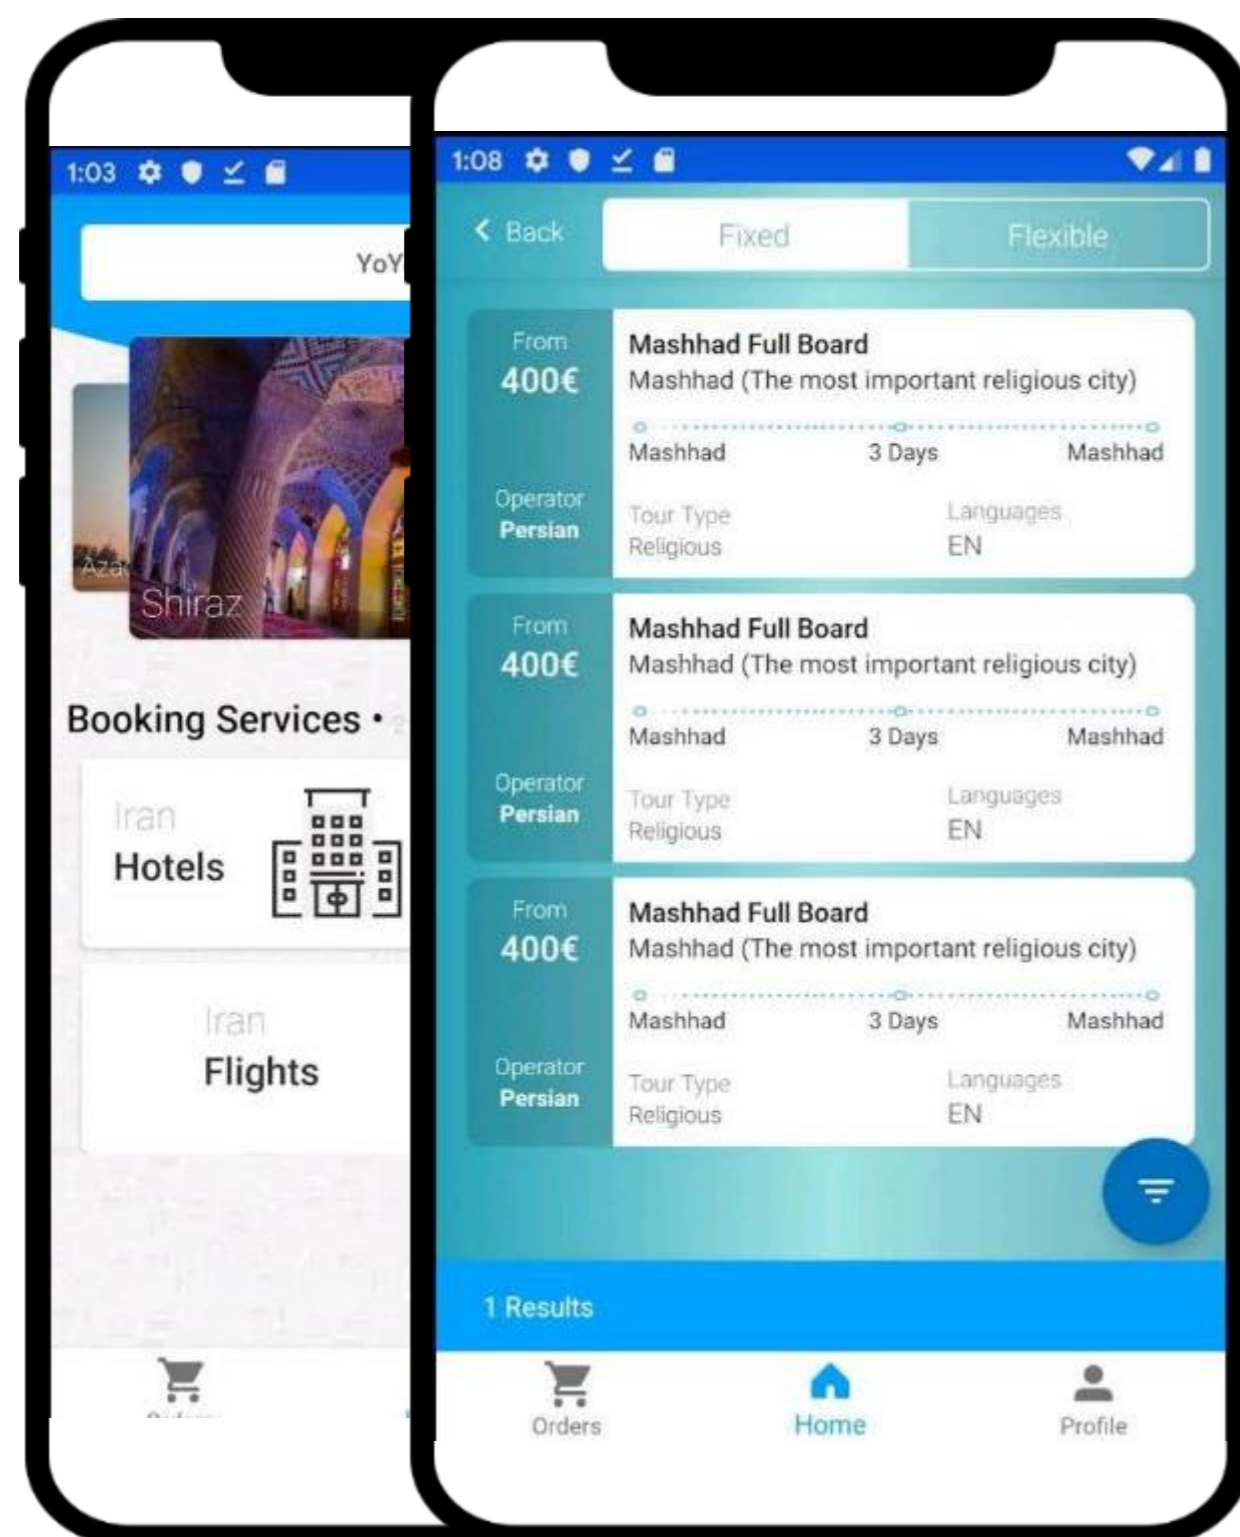 1:03
YoY
Aza
Shiraz
Booking Services •
Iran
Hotels
Iran
Flights
1:08
Back
Fixed
Flexible
From
400€
Mashhad Full Board
Mashhad (The most important religious city)
Mashhad 3 Days Mashhad
Operator
Persian
Tour Type Languages
Religious EN
From
400€
Mashhad Full Board
Mashhad (The most important religious city)
Mashhad 3 Days Mashhad
Operator
Persian
Tour Type Languages
Religious EN
From
400€
Mashhad Full Board
Mashhad (The most important religious city)
Mashhad 3 Days Mashhad
Operator
Persian
Tour Type Languages
Religious EN
1 Results
Orders Home Profile